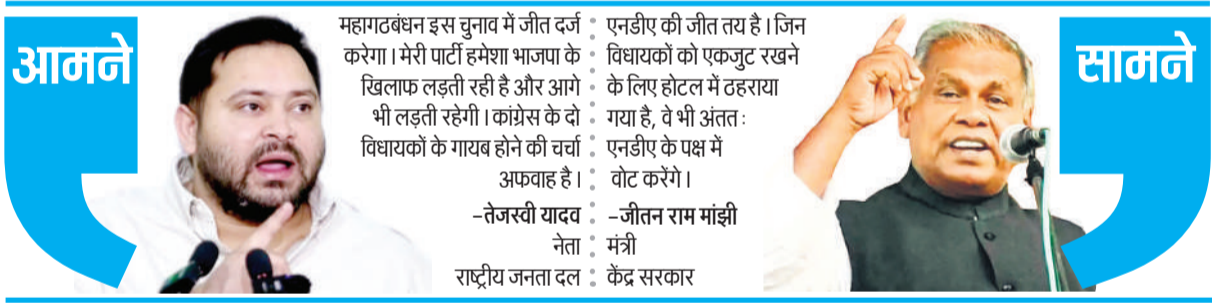 आमने
महागठबंधन इस चुनाव में जीत दर्ज
करेगा। मेरी पार्टी हमेशा भाजपा के
खिलाफ लड़ती रही है और आगे
भी लड़ती रहेगी। कांग्रेस के दो
विधायकों के गायब होने की चर्चा
अफवाह है।
-तेजस्वी यादव
नेता
राष्ट्रीय जनता दल
एनडीए की जीत तय है। जिन
विधायकों को एकजुट रखने
के लिए होटल में ठहराया
गया है, वे भी अंततः
एनडीए के पक्ष में
वोट करेंगे।
-जीतन राम मांझी
मंत्री
केंद्र सरकार
सामने